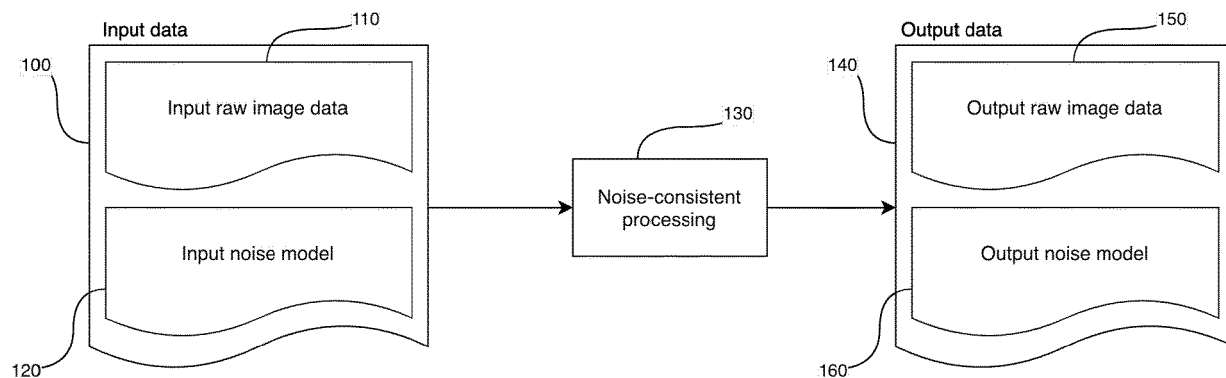 Input data
110
100
Input raw image data
Input noise model
120
130
Noise-consistent
processing
Output data
150
140
Output raw image data
Output noise model
160